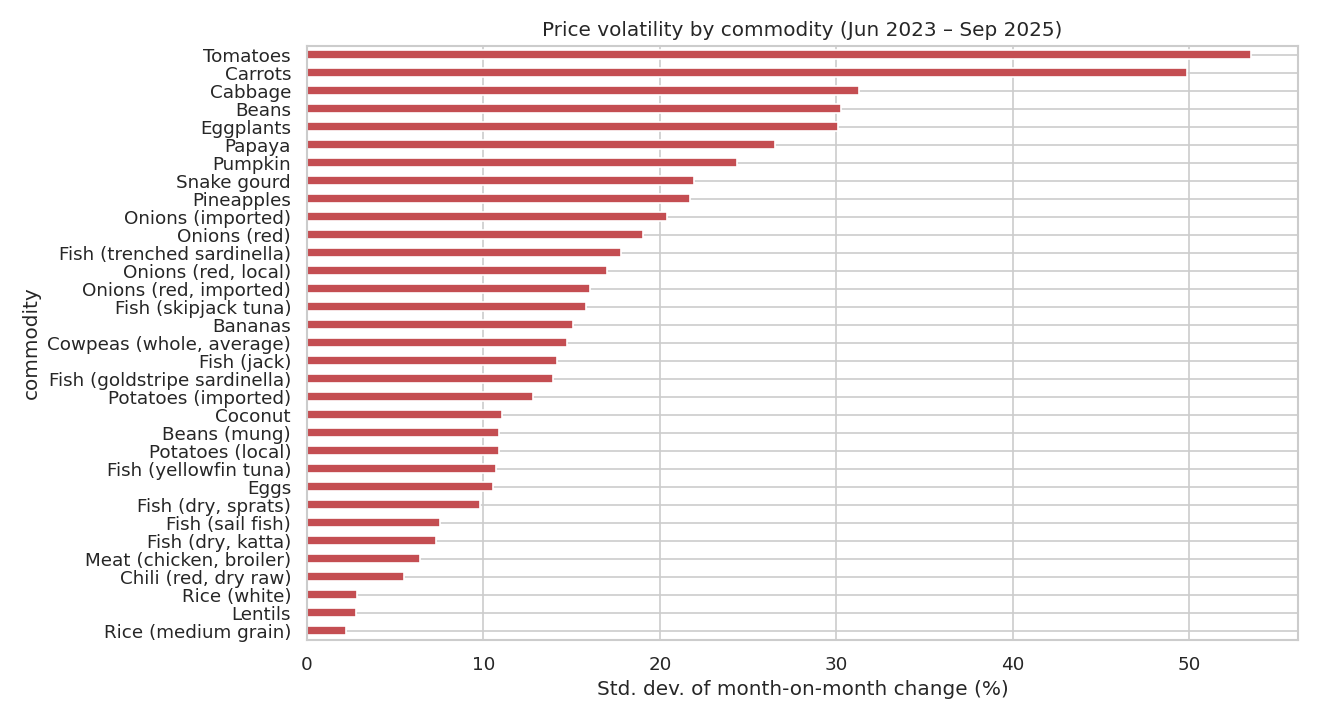 Price volatility by commodity (Jun 2023 – Sep 2025)
commodity
Tomatoes
Carrots
Cabbage
Beans
Eggplants
Papaya
Pumpkin
Snake gourd
Pineapples
Onions (imported)
Onions (red)
Fish (trenched sardinella)
Onions (red, local)
Onions (red, imported)
Fish (skipjack tuna)
Bananas
Cowpeas (whole, average)
Fish (jack)
Fish (goldstripe sardinella)
Potatoes (imported)
Coconut
Beans (mung)
Potatoes (local)
Fish (yellowfin tuna)
Eggs
Fish (dry, sprats)
Fish (sail fish)
Fish (dry, katta)
Meat (chicken, broiler)
Chili (red, dry raw)
Rice (white)
Lentils
Rice (medium grain)
0 10 20 30 40 50
Std. dev. of month-on-month change (%)